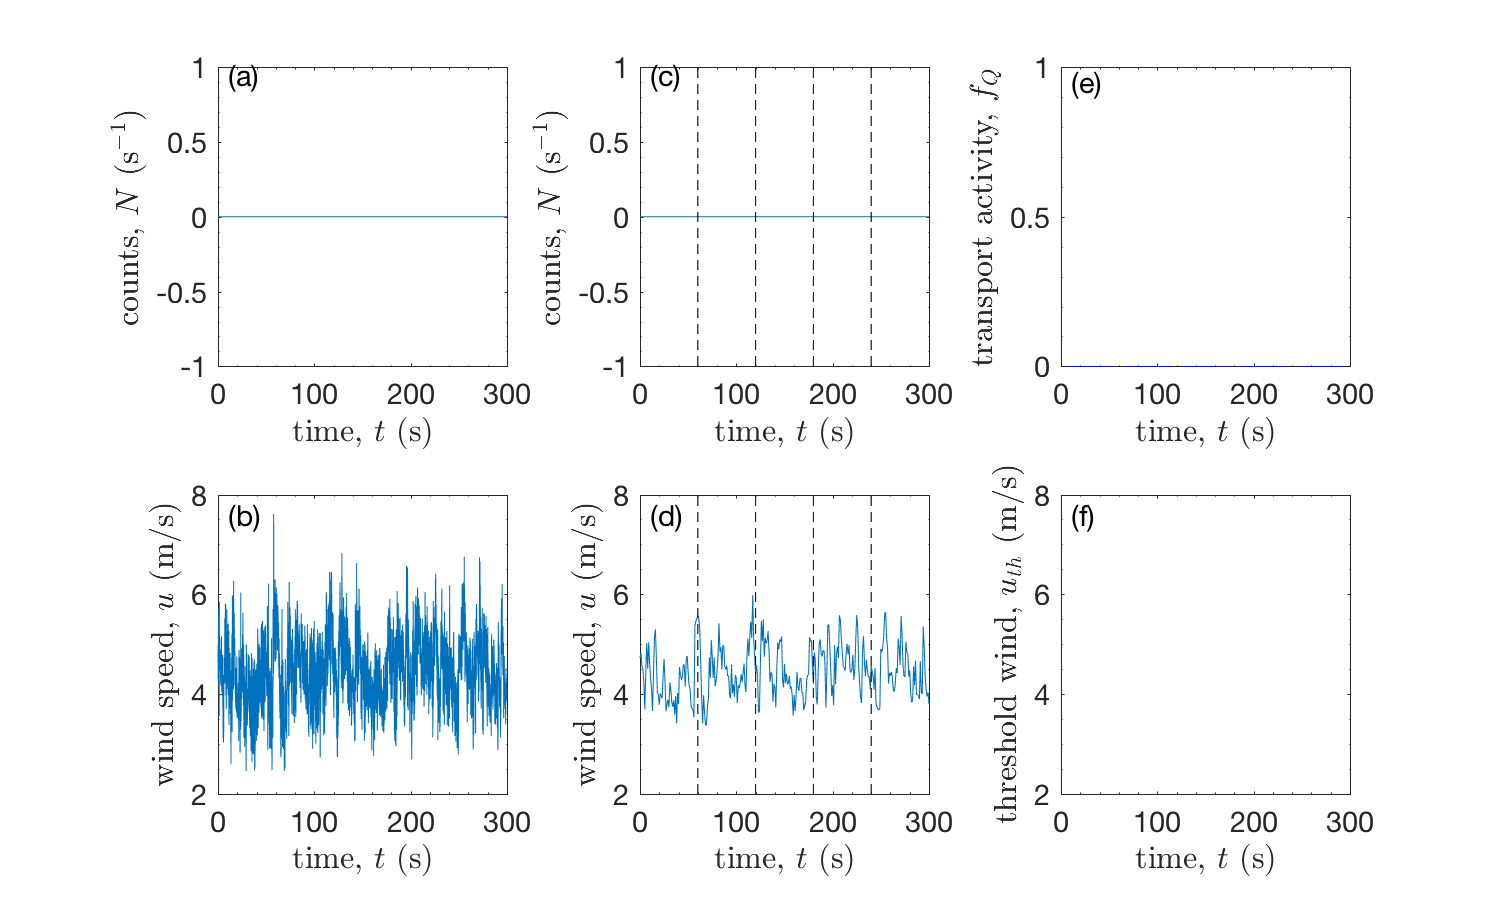 (a)
1
0.5
0
-0.5
-1
counts, N (s⁻¹)
0 100 200 300
time, t (s)
(c)
1
0.5
0
-0.5
-1
counts, N (s⁻¹)
0 100 200 300
time, t (s)
(e)
1
0.5
0
transport activity, f_Q
0 100 200 300
time, t (s)
(b)
8
6
4
2
wind speed, u (m/s)
0 100 200 300
time, t (s)
(d)
8
6
4
2
wind speed, u (m/s)
0 100 200 300
time, t (s)
(f)
8
6
4
2
threshold wind, u_th (m/s)
0 100 200 300
time, t (s)